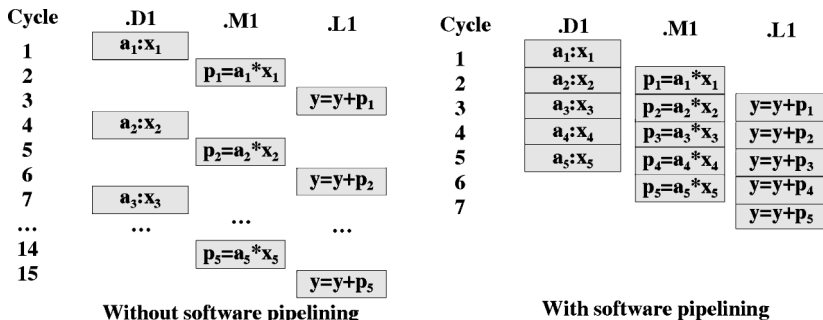 Cycle .D1 .M1 .L1
1 a₁:x₁
2 p₁=a₁*x₁
3 y=y+p₁
4 a₂:x₂
5 p₂=a₂*x₂
6 y=y+p₂
7 a₃:x₃
... ... ... ...
14 p₅=a₅*x₅
15 y=y+p₅
Without software pipelining
Cycle .D1 .M1 .L1
1 a₁:x₁
2 a₂:x₂ p₁=a₁*x₁
3 a₃:x₃ p₂=a₂*x₂ y=y+p₁
4 a₄:x₄ p₃=a₃*x₃ y=y+p₂
5 a₅:x₅ p₄=a₄*x₄ y=y+p₃
6 p₅=a₅*x₅ y=y+p₄
7 y=y+p₅
With software pipelining